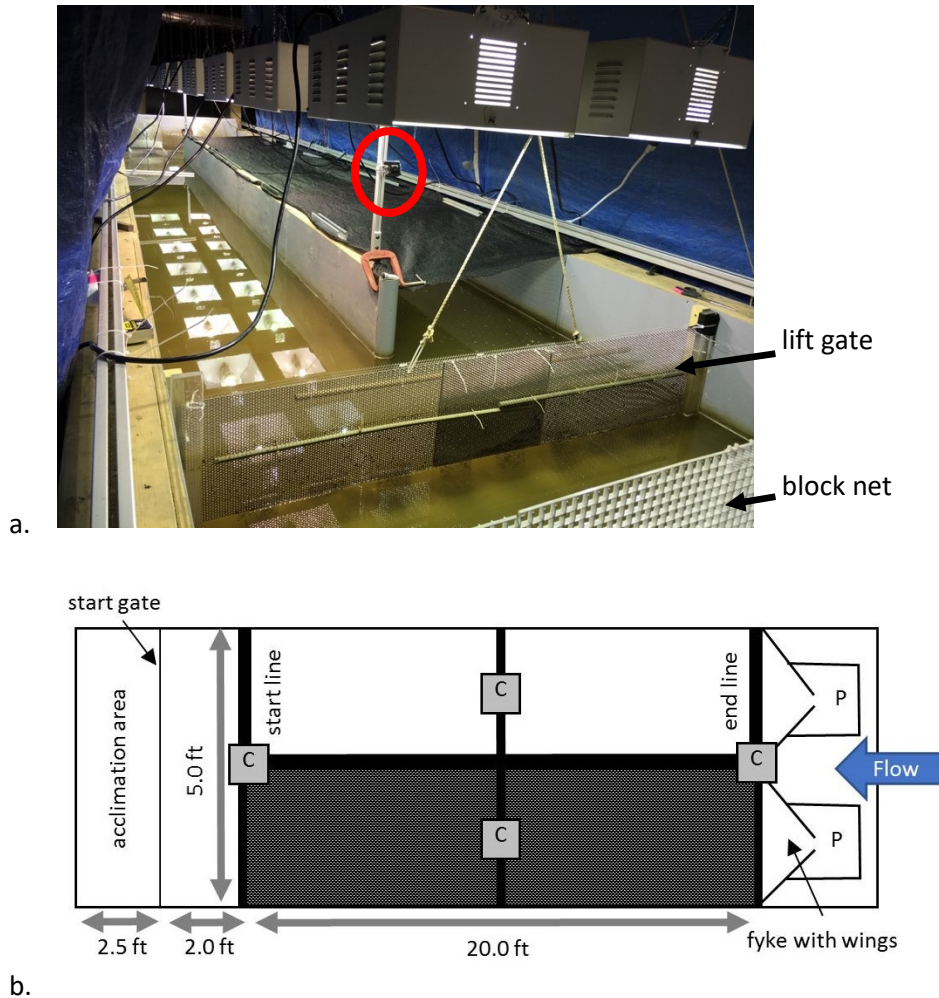 lift gate
block net
a.
start gate
acclimation area
5.0 ft
start line
C
C
C
C
end line
P
P
Flow
2.5 ft
2.0 ft
20.0 ft
fyke with wings
b.